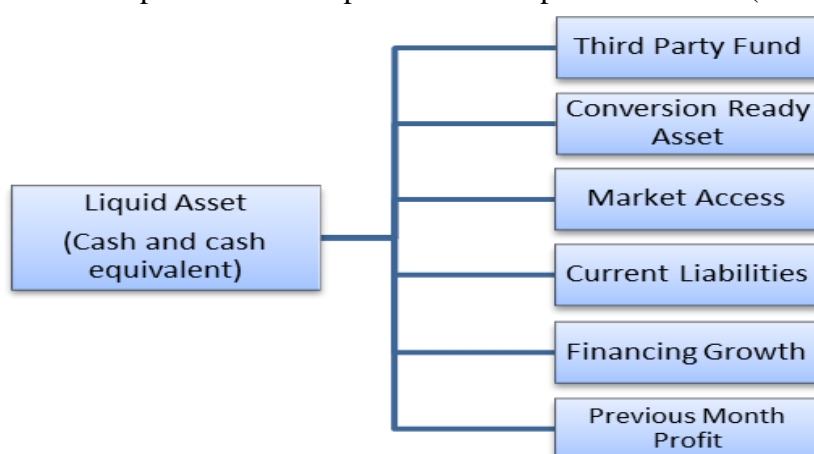 Third Party Fund
Conversion Ready
Asset
Market Access
Liquid Asset
(Cash and cash
equivalent)
Current Liabilities
Financing Growth
Previous Month
Profit